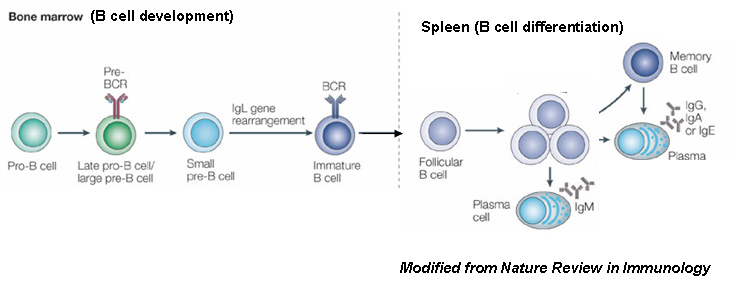 Bone marrow (B cell development)
Spleen (B cell differentiation)
Pre-
BCR
IgL gene
rearrangement
BCR
Pro-B cell
Late pro-B cell/
large pre-B cell
Small
pre-B cell
Immature
B cell
Follicular
B cell
Memory
B cell
IgG,
IgA
or IgE
Plasma
Plasma
cell
IgM
Modified from Nature Review in Immunology